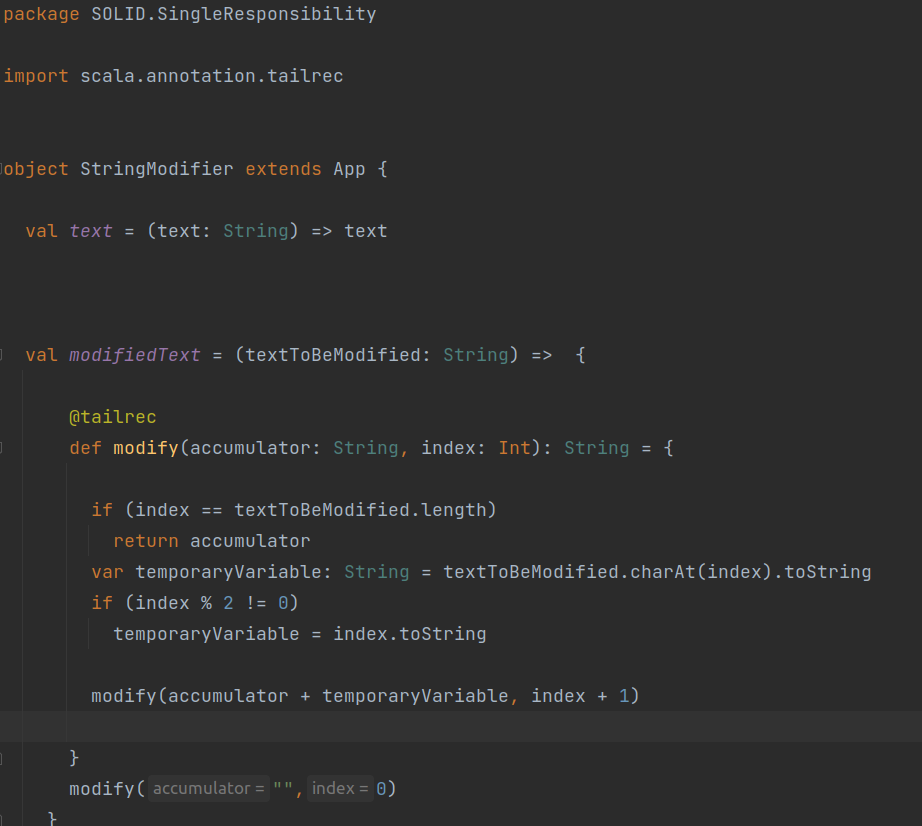 package SOLID.SingleResponsibility
import scala.annotation.tailrec
object StringModifier extends App {
val text = (text: String) => text
val modifiedText = (textToBeModified: String) =>  {
@tailrec
def modify(accumulator: String, index: Int): String = {
if (index == textToBeModified.length)
return accumulator
var temporaryVariable: String = textToBeModified.charAt(index).toString
if (index % 2 != 0)
temporaryVariable = index.toString
modify(accumulator + temporaryVariable, index + 1)
}
modify( accumulator = "", index = 0)
}